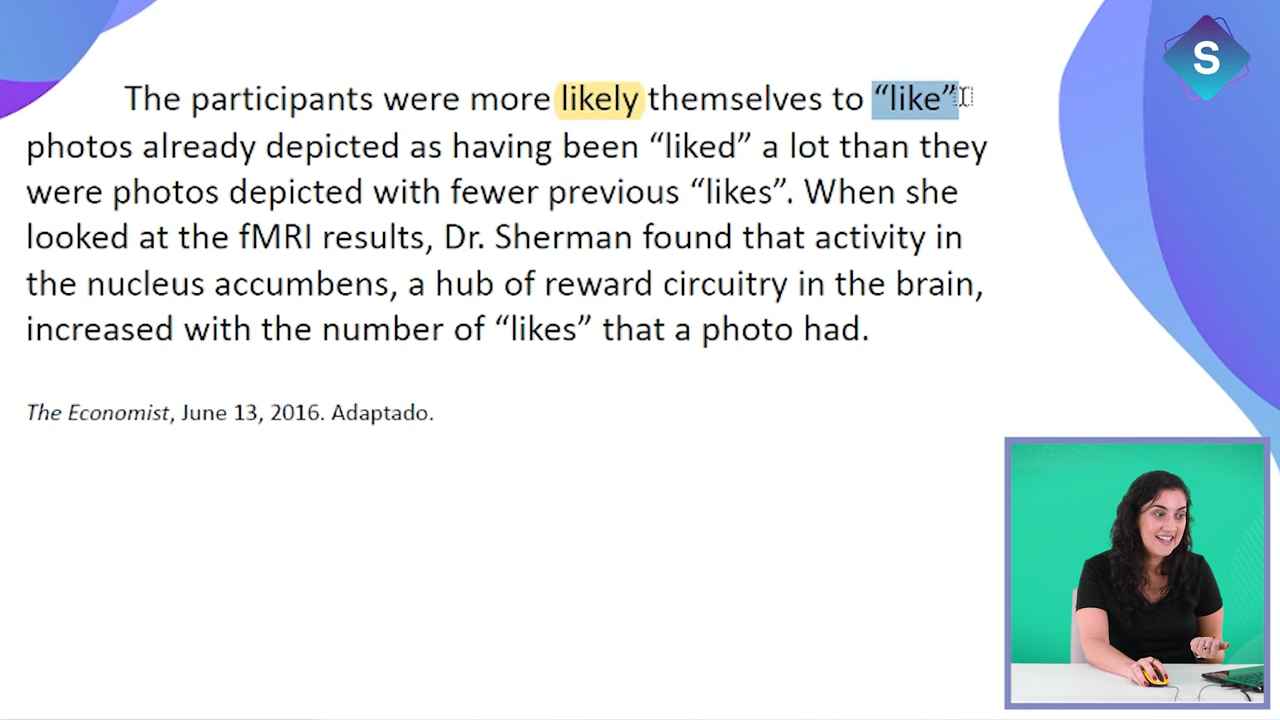 S
The participants were more likely themselves to “like”
photos already depicted as having been “liked” a lot than they
were photos depicted with fewer previous “likes”. When she
looked at the fMRI results, Dr. Sherman found that activity in
the nucleus accumbens, a hub of reward circuitry in the brain,
increased with the number of “likes” that a photo had.
The Economist, June 13, 2016. Adaptado.